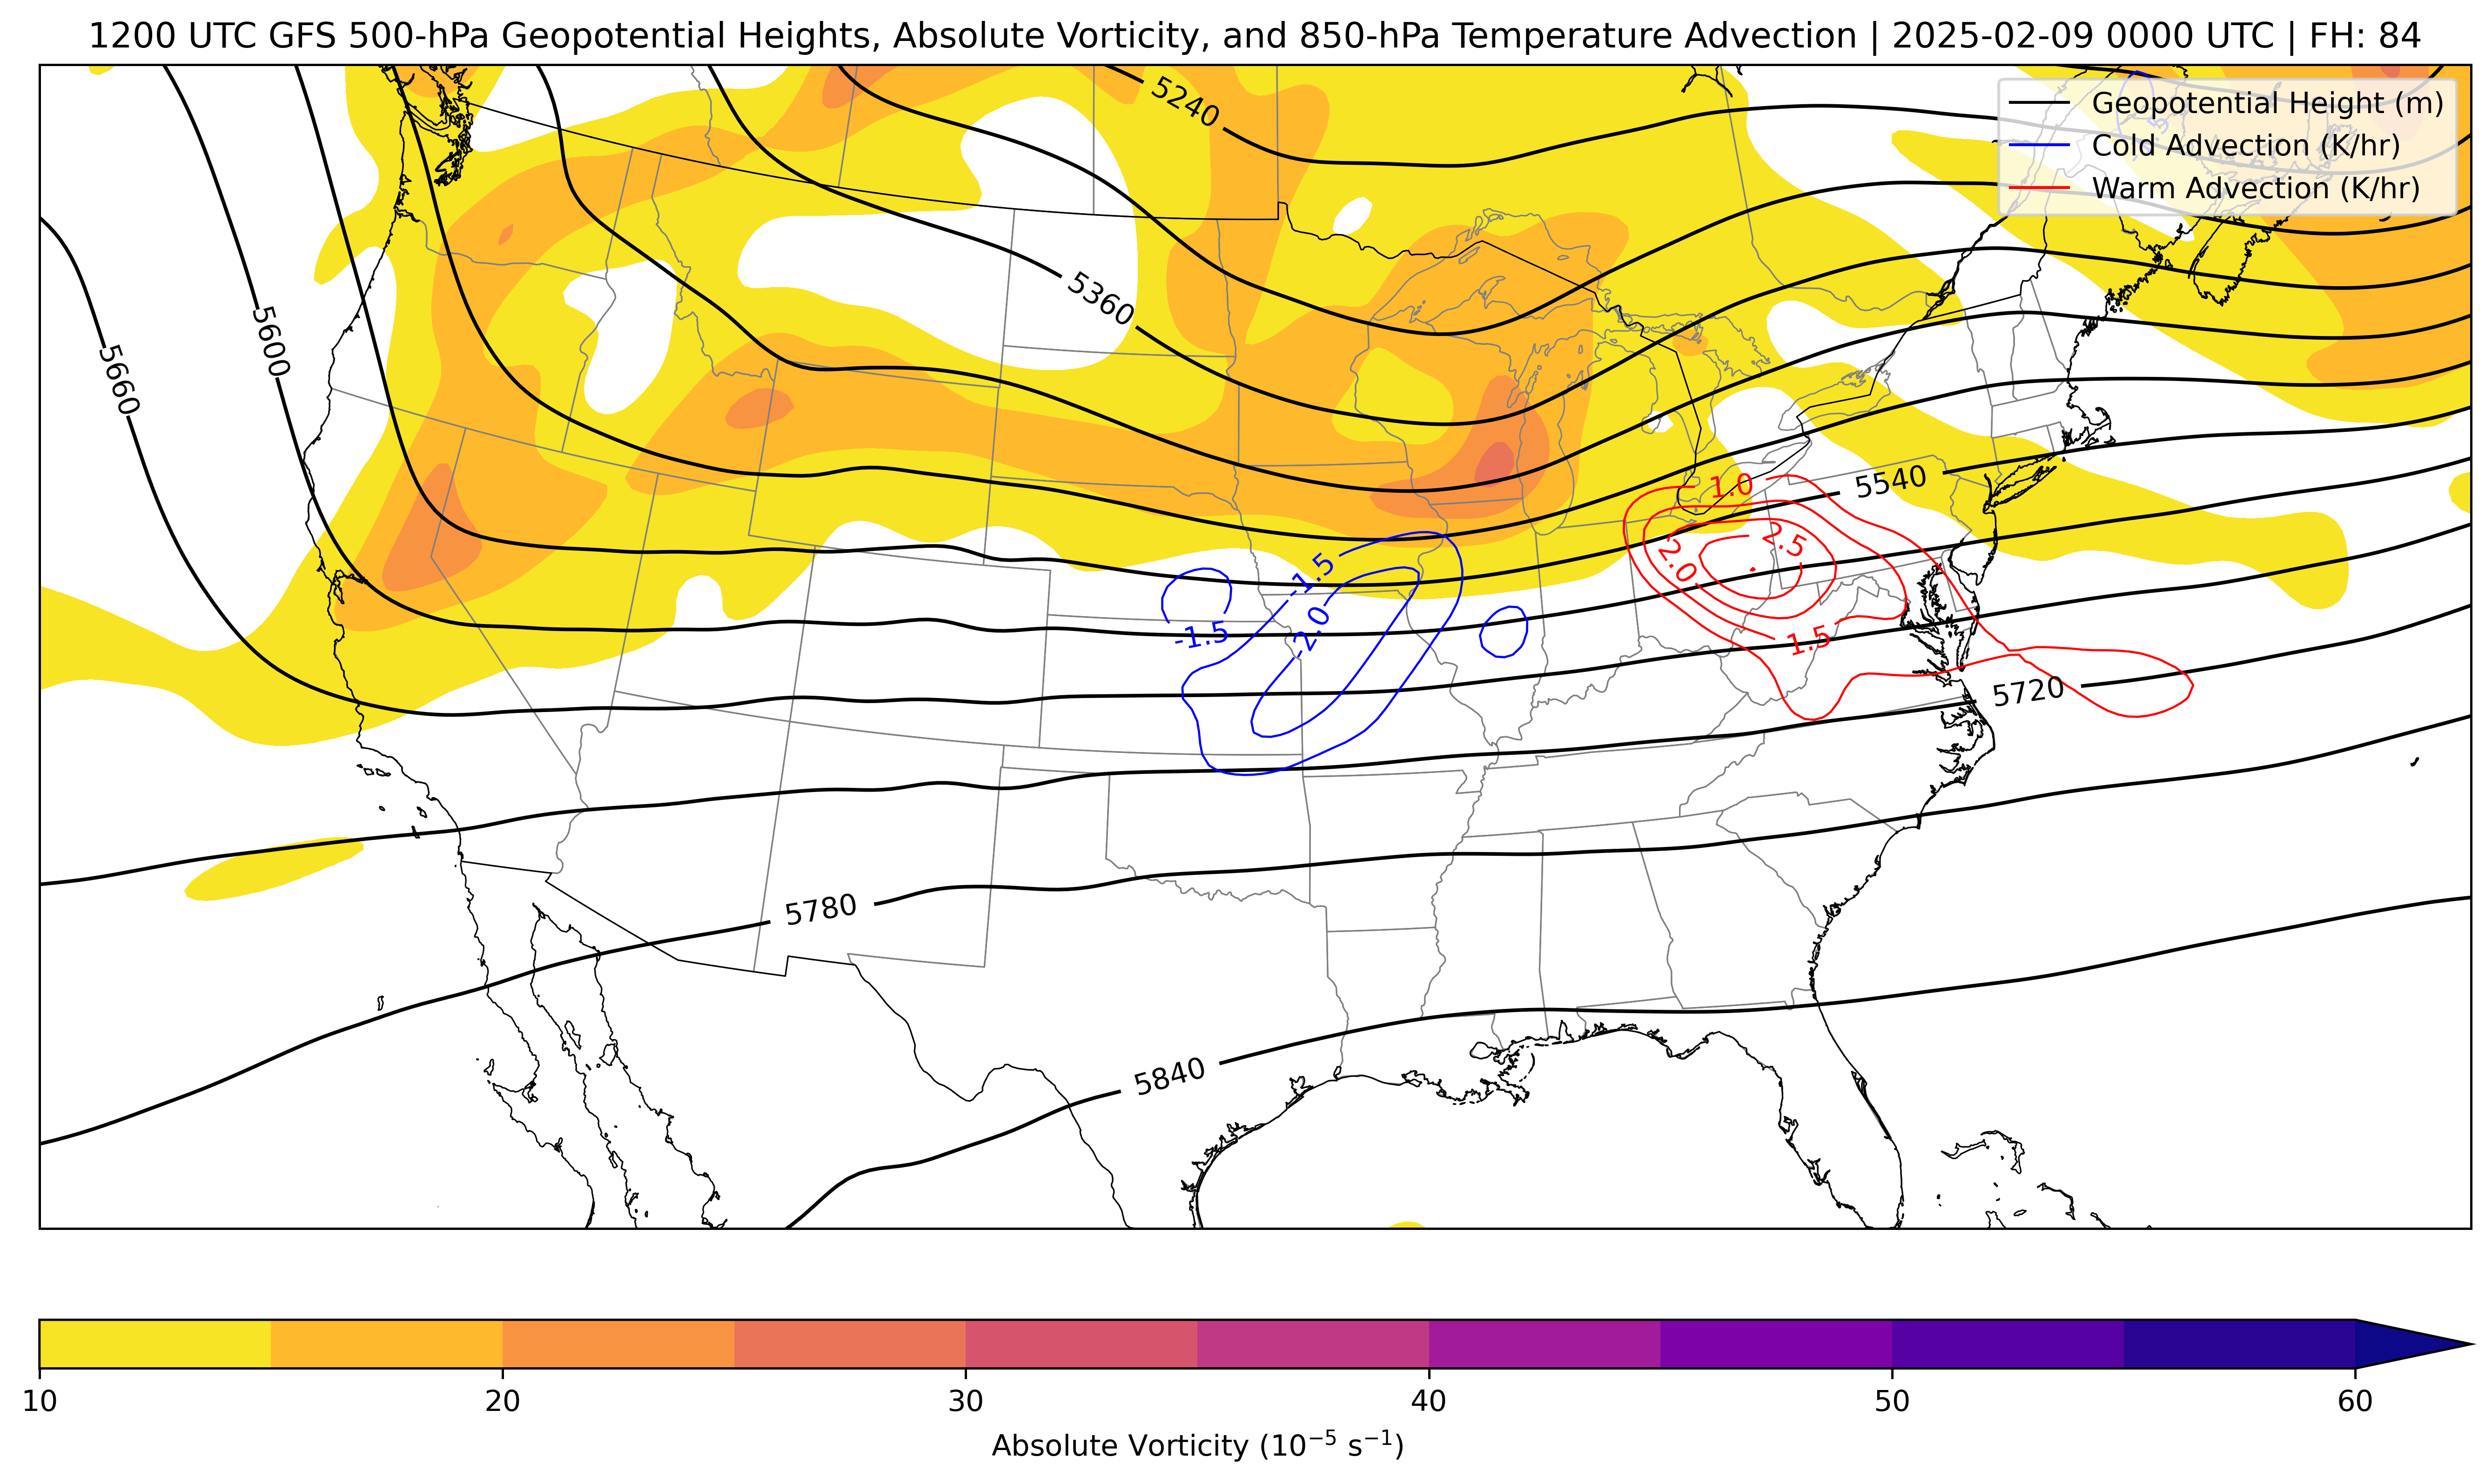 1200 UTC GFS 500-hPa Geopotential Heights, Absolute Vorticity, and 850-hPa Temperature Advection | 2025-02-09 0000 UTC | FH: 84
Geopotential Height (m)
Cold Advection (K/hr)
Warm Advection (K/hr)
5240
5360
5600
5660
5540
1.0
2.5
2.0
1.5
-1.5
-2.0
-1.5
5720
5780
5840
10 20 30 40 50 60
Absolute Vorticity (10⁻⁵ s⁻¹)